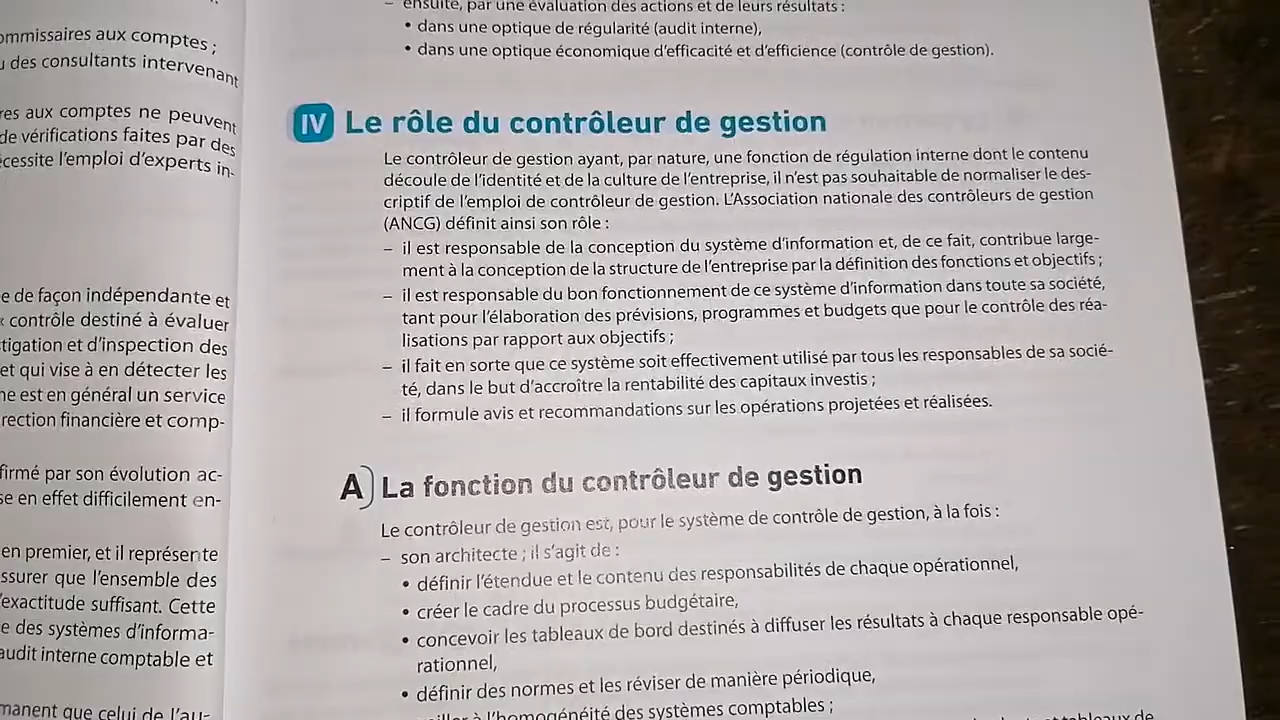 ommissaires aux comptes ;
des consultants intervenant
res aux comptes ne peuvent
de vérifications faites par des
cessite l'emploi d'experts in-
e de façon indépendante et
contrôle destiné à évaluer
tigation et d'inspection des
et qui vise à en détecter les
ne est en général un service
rection financière et comp-
firmé par son évolution ac-
se en effet difficilement en-
en premier, et il représente
ssurer que l'ensemble des
'exactitude suffisant. Cette
e des systèmes d'informa-
audit interne comptable et
manent que celui de l'au-
– ensuite, par une évaluation des actions et de leurs résultats :
• dans une optique de régularité (audit interne),
• dans une optique économique d'efficacité et d'efficience (contrôle de gestion).
IV Le rôle du contrôleur de gestion
Le contrôleur de gestion ayant, par nature, une fonction de régulation interne dont le contenu
découle de l'identité et de la culture de l'entreprise, il n'est pas souhaitable de normaliser le des-
criptif de l'emploi de contrôleur de gestion. L'Association nationale des contrôleurs de gestion
(ANCG) définit ainsi son rôle :
– il est responsable de la conception du système d'information et, de ce fait, contribue large-
ment à la conception de la structure de l'entreprise par la définition des fonctions et objectifs ;
– il est responsable du bon fonctionnement de ce système d'information dans toute sa société,
tant pour l'élaboration des prévisions, programmes et budgets que pour le contrôle des réa-
lisations par rapport aux objectifs ;
– il fait en sorte que ce système soit effectivement utilisé par tous les responsables de sa socié-
té, dans le but d'accroître la rentabilité des capitaux investis ;
– il formule avis et recommandations sur les opérations projetées et réalisées.
A) La fonction du contrôleur de gestion
Le contrôleur de gestion est, pour le système de contrôle de gestion, à la fois :
– son architecte ; il s'agit de :
• définir l'étendue et le contenu des responsabilités de chaque opérationnel,
• créer le cadre du processus budgétaire,
• concevoir les tableaux de bord destinés à diffuser les résultats à chaque responsable opé-
rationnel,
• définir des normes et les réviser de manière périodique,
à l'homogénéité des systèmes comptables ;
tableaux de